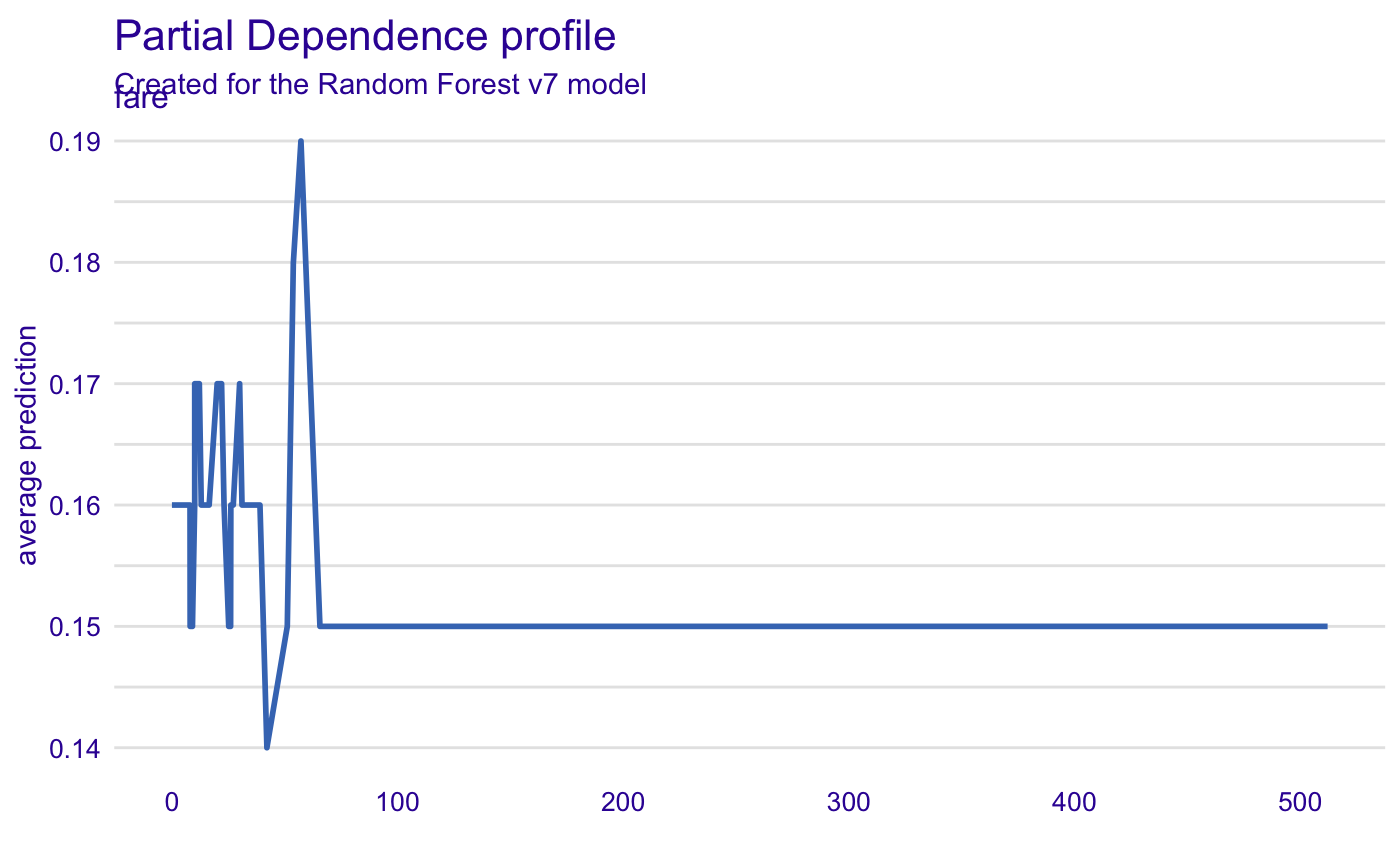 Partial Dependence profile
Created for the Random Forest v7 model
fare
0.19
0.18
0.17
0.16
0.15
0.14
average prediction
0 100 200 300 400 500